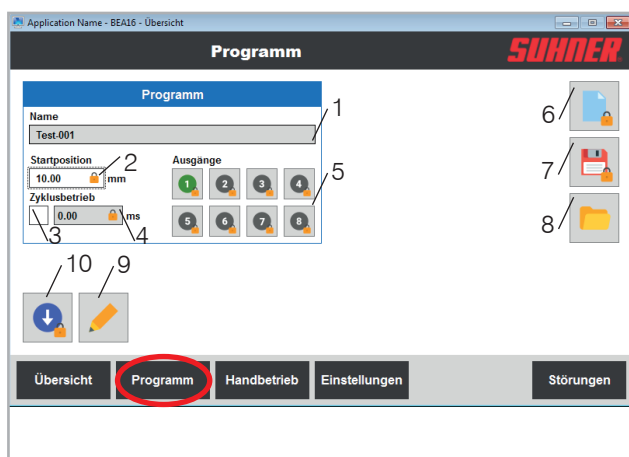 Application Name - BEA16 - Übersicht
Programm
SUHNER
Programm
Name
Test-001
1
Startposition
2
Ausgänge
10.00
mm
1
2
3
4
5
Zyklusbetrieb
0.00
ms
3
4
5
6
7
8
6
7
8
10
9
Übersicht
Programm
Handbetrieb
Einstellungen
Störungen